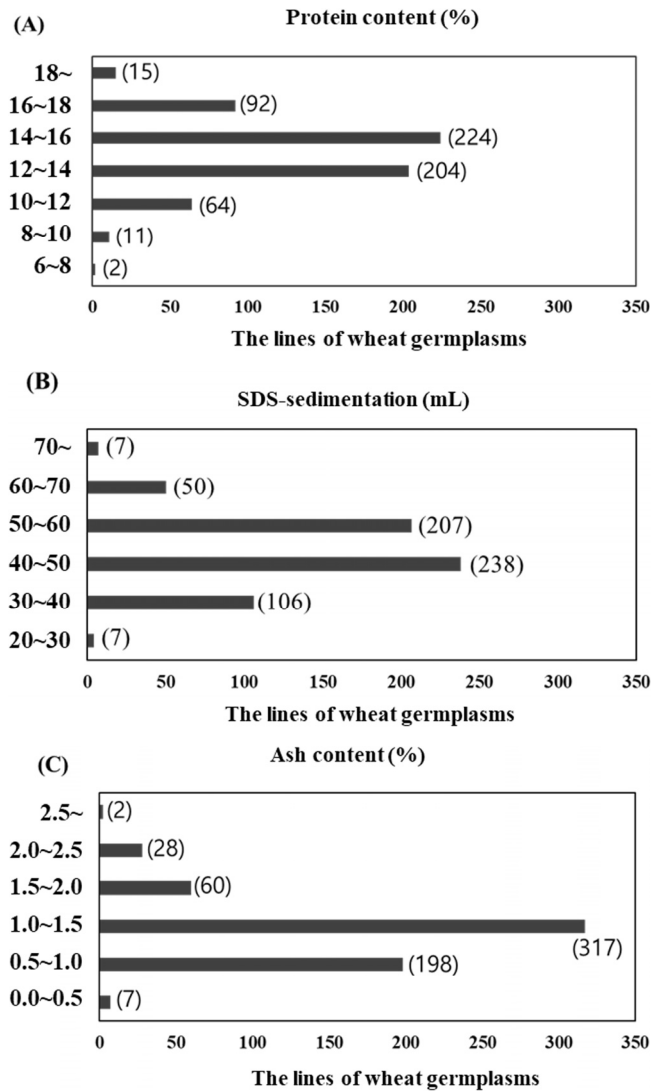 (A)
Protein content (%)
18~ (15)
16~18 (92)
14~16 (224)
12~14 (204)
10~12 (64)
8~10 (11)
6~8 (2)
0 50 100 150 200 250 300 350
The lines of wheat germplasms
(B)
SDS-sedimentation (mL)
70~ (7)
60~70 (50)
50~60 (207)
40~50 (238)
30~40 (106)
20~30 (7)
0 50 100 150 200 250 300 350
The lines of wheat germplasms
(C)
Ash content (%)
2.5~ (2)
2.0~2.5 (28)
1.5~2.0 (60)
1.0~1.5 (317)
0.5~1.0 (198)
0.0~0.5 (7)
0 50 100 150 200 250 300 350
The lines of wheat germplasms